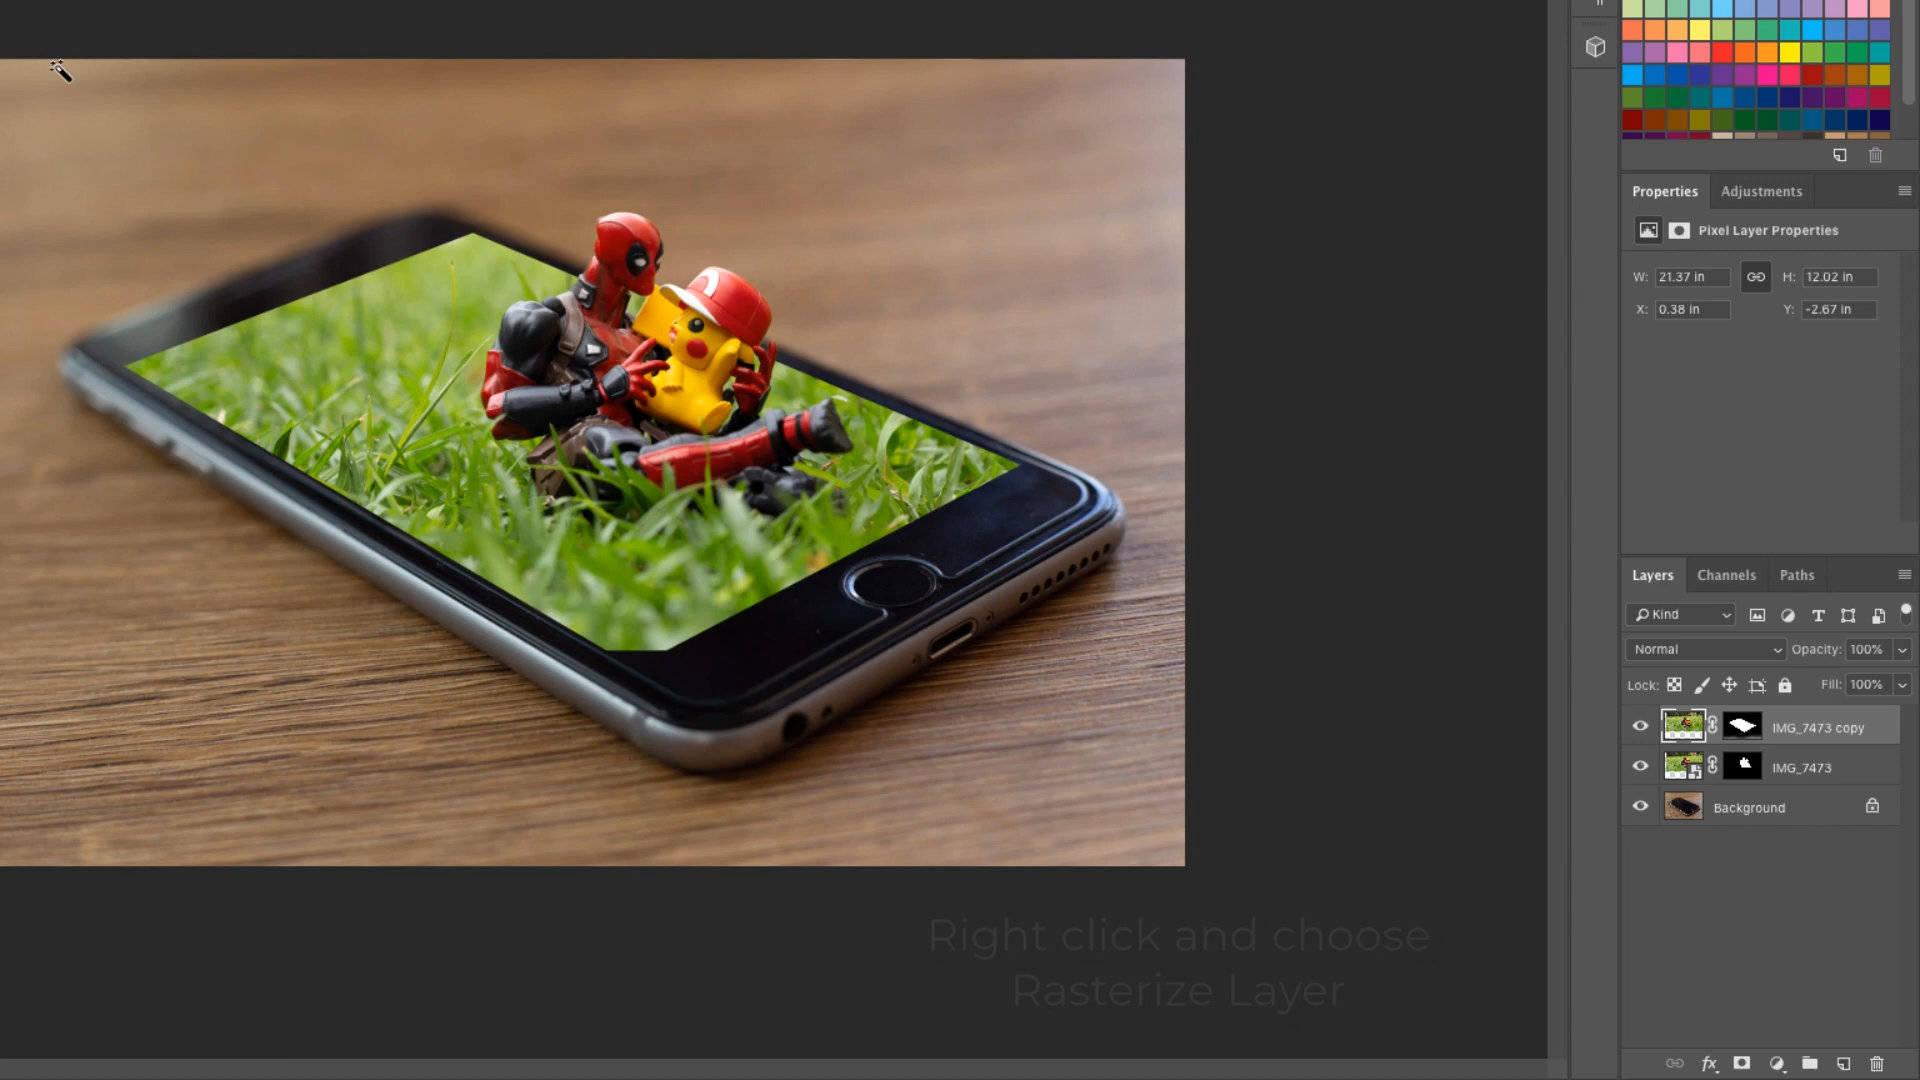 Properties
Adjustments
Pixel Layer Properties
W: 21.37 in
H: 12.02 in
X: 0.38 in
Y: -2.67 in
Layers
Channels
Paths
Kind
Normal
Opacity: 100%
Lock:
Fill: 100%
IMG_7473 copy
IMG_7473
Background
Right click and choose
Rasterize Layer
fx